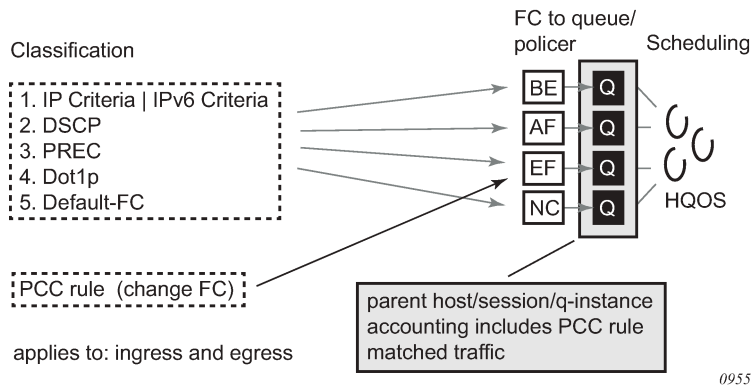 FC to queue/
policer
Scheduling
Classification
1. IP Criteria | IPv6 Criteria
2. DSCP
3. PREC
4. Dot1p
5. Default-FC
BE
Q
AF
Q
EF
Q
NC
Q
HQOS
PCC rule (change FC)
parent host/session/q-instance
accounting includes PCC rule
matched traffic
applies to: ingress and egress
0955